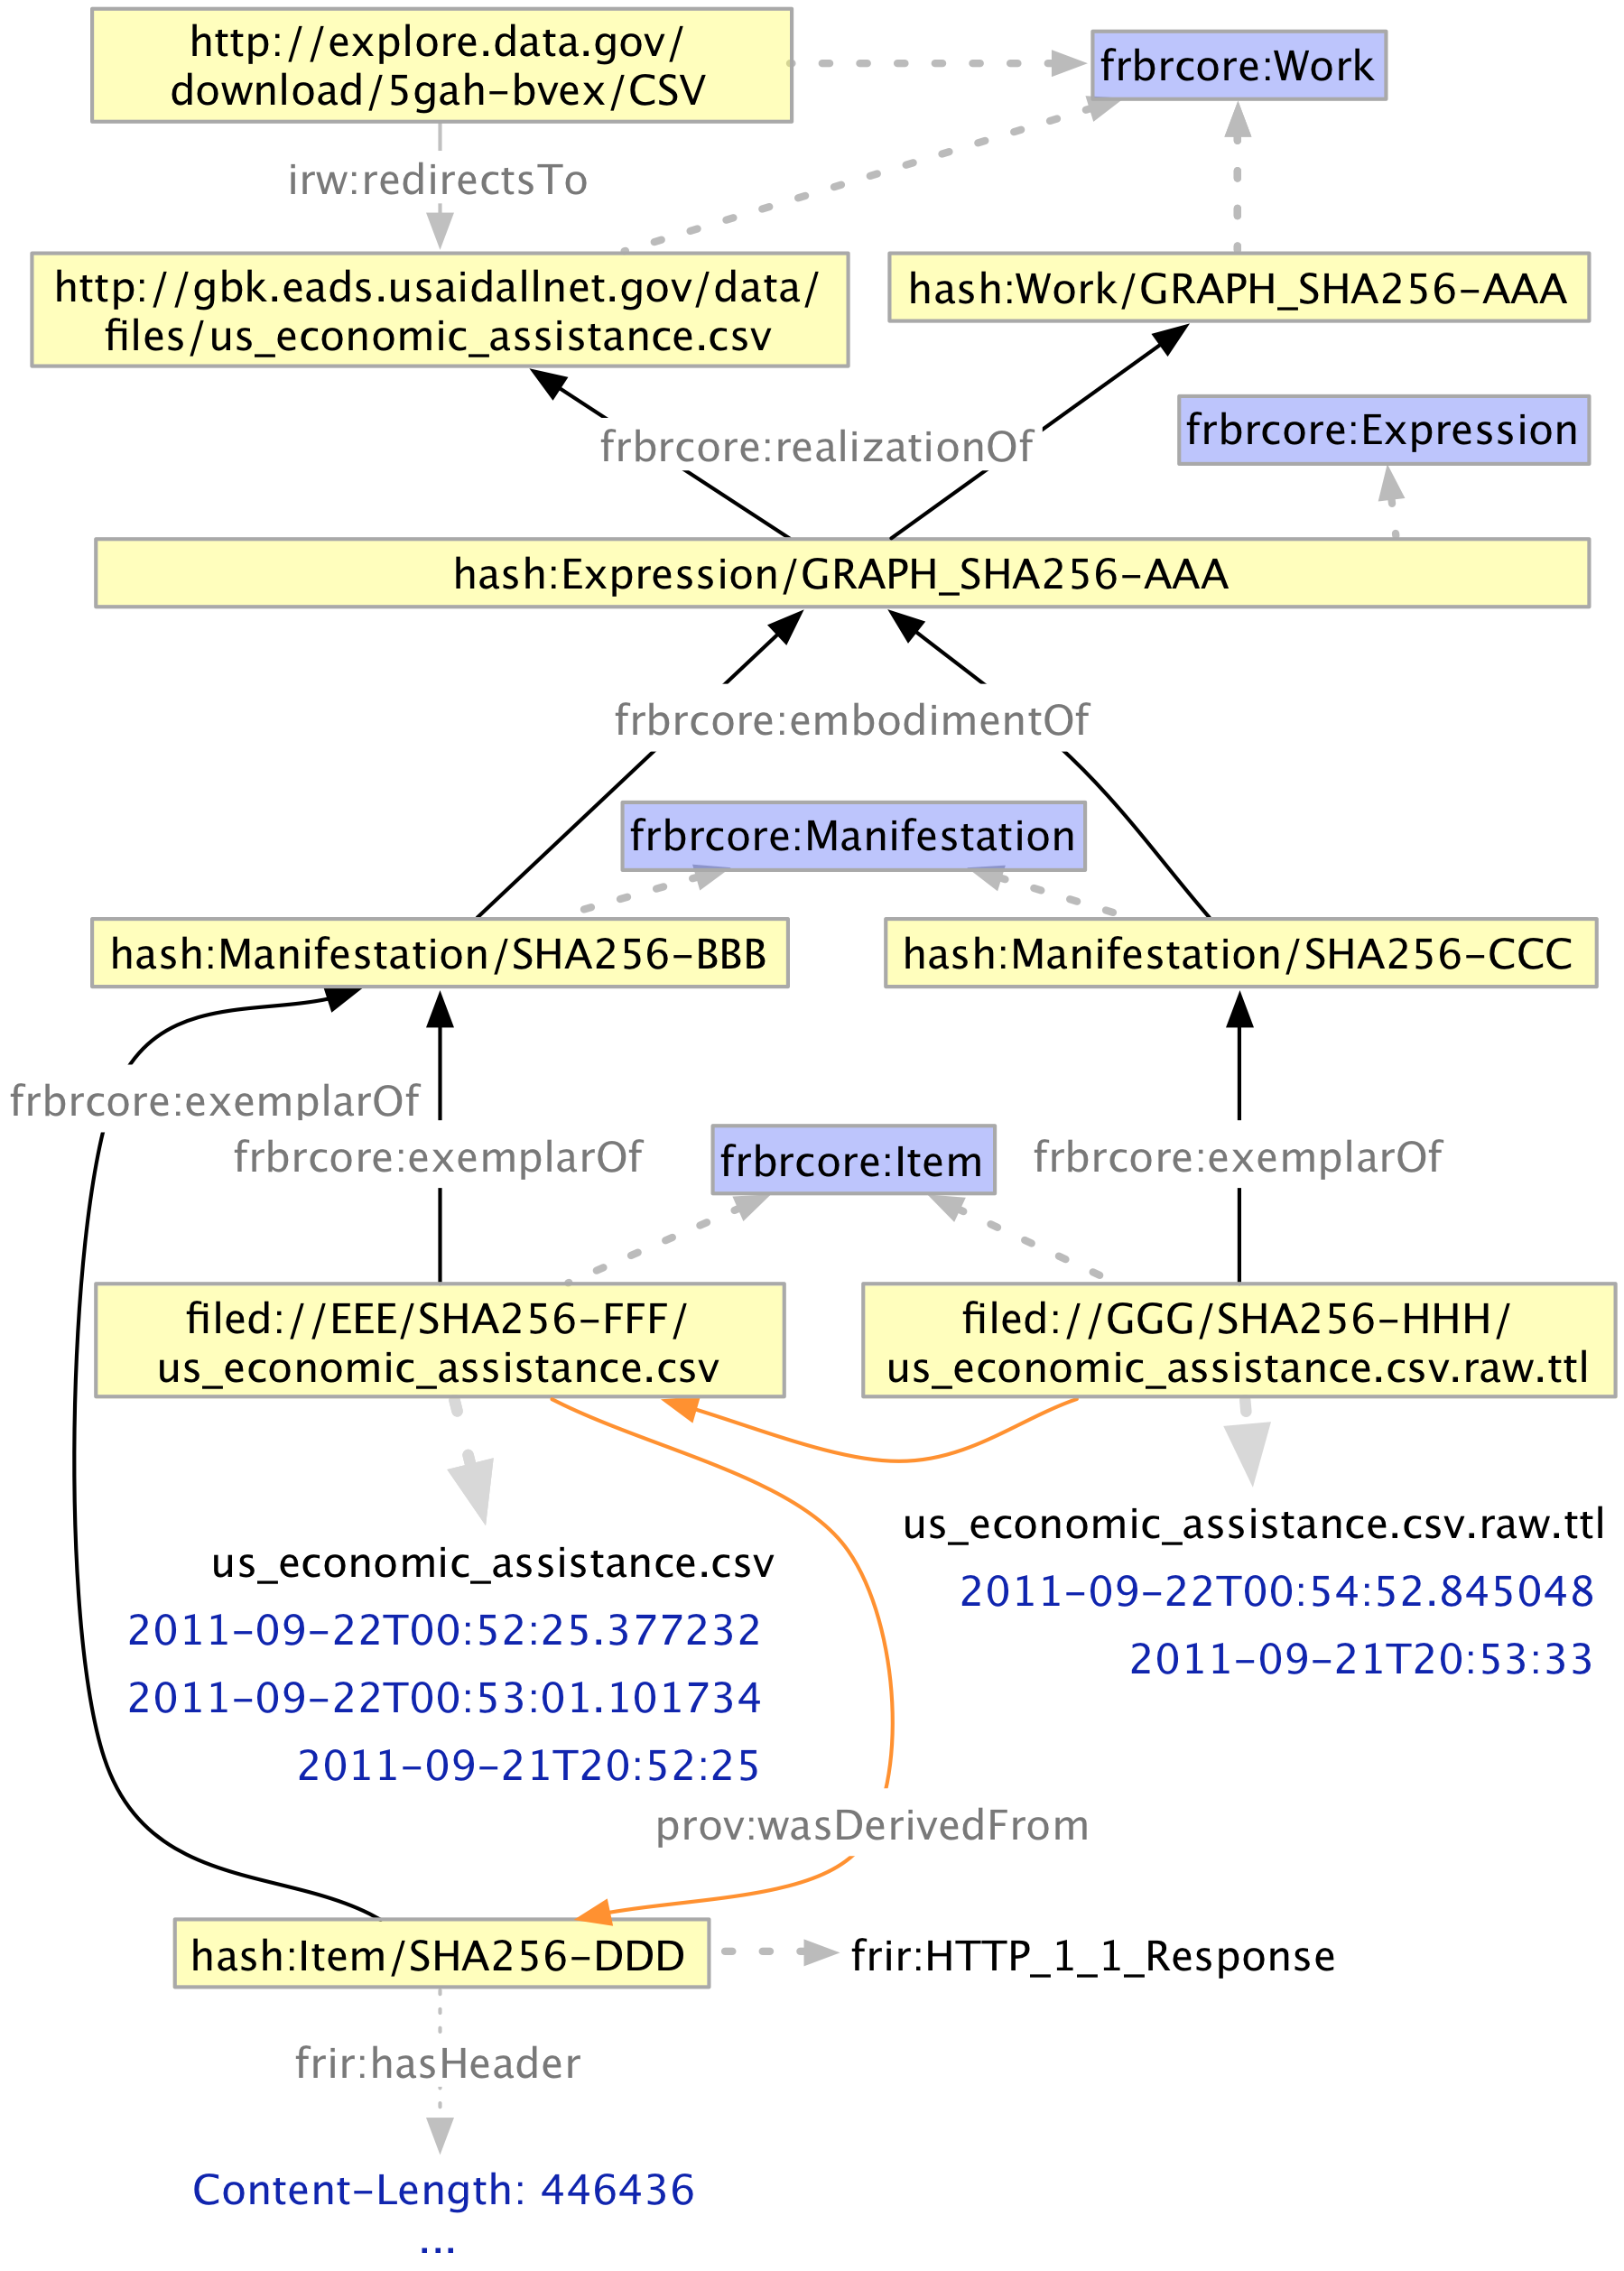 http://explore.data.gov/
download/5gah-bvex/CSV
frbrcore:Work
irw:redirectsTo
http://gbk.eads.usaidallnet.gov/data/
files/us_economic_assistance.csv
hash:Work/GRAPH_SHA256-AAA
frbrcore:realizationOf
frbrcore:Expression
hash:Expression/GRAPH_SHA256-AAA
frbrcore:embodimentOf
frbrcore:Manifestation
hash:Manifestation/SHA256-BBB
hash:Manifestation/SHA256-CCC
frbrcore:exemplarOf
frbrcore:exemplarOf
frbrcore:Item
frbrcore:exemplarOf
filed://EEE/SHA256-FFF/
us_economic_assistance.csv
filed://GGG/SHA256-HHH/
us_economic_assistance.csv.raw.ttl
us_economic_assistance.csv
2011-09-22T00:52:25.377232
2011-09-22T00:53:01.101734
2011-09-21T20:52:25
us_economic_assistance.csv.raw.ttl
2011-09-22T00:54:52.845048
2011-09-21T20:53:33
prov:wasDerivedFrom
hash:Item/SHA256-DDD
frir:HTTP_1_1_Response
frir:hasHeader
Content-Length: 446436
...